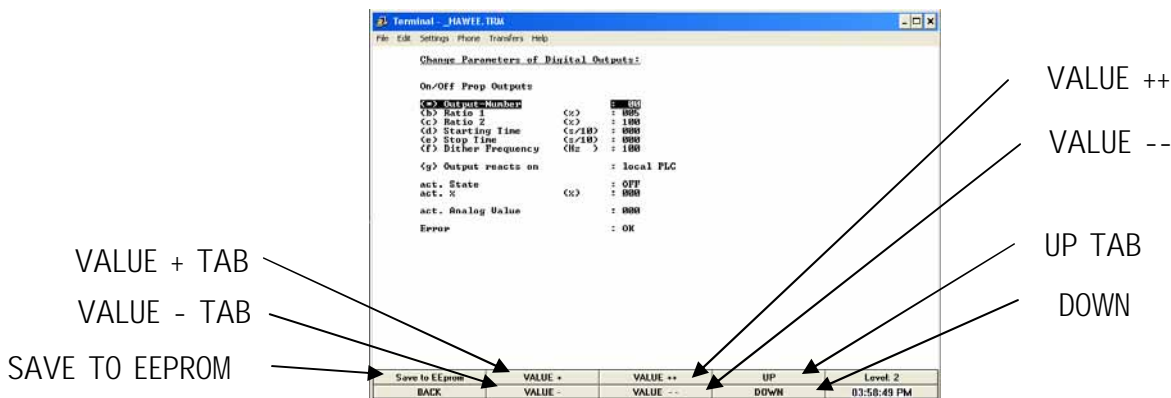 Terminal - _HAWEE.TRM
File Edit Settings Phone Transfers Help
Change Parameters of Digital Outputs:
On/Off Prop Outputs
(*) Output-Number : 00
(b) Ratio 1 (%) : 005
(c) Ratio 2 (%) : 100
(d) Starting Time (s/10) : 000
(e) Stop Time (s/10) : 000
(f) Dither Frequency (Hz ) : 100
(g) Output reacts on : local PLC
act. State : OFF
act. % (%) : 000
act. Analog Value : 000
Error : OK
VALUE ++
VALUE --
UP TAB
DOWN
VALUE + TAB
VALUE - TAB
SAVE TO EEPROM
Save to EEprom VALUE + VALUE ++ UP Level: 2
BACK VALUE - VALUE -- DOWN 03:50:49 PM